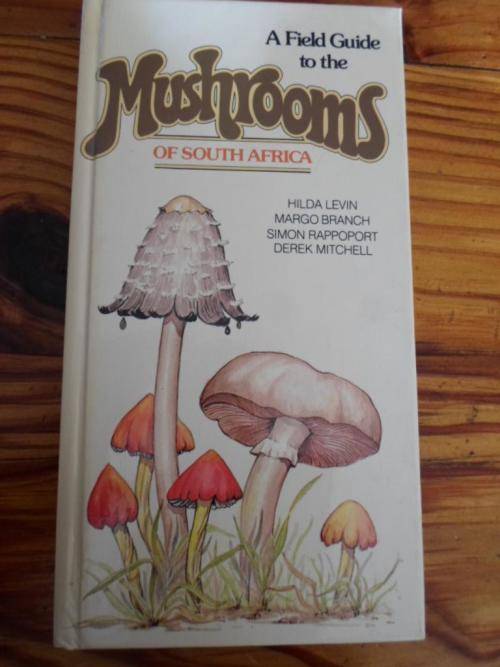 A Field Guide
to the
Mushrooms
OF SOUTH AFRICA
HILDA LEVIN
MARGO BRANCH
SIMON RAPPOPORT
DEREK MITCHELL